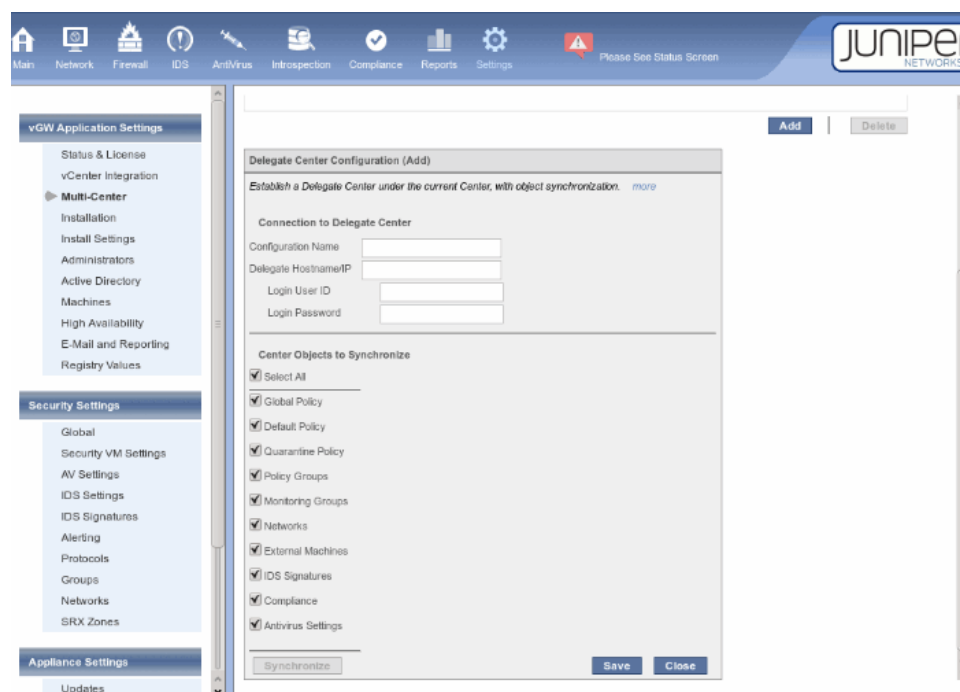 Main Network Firewall IDS AntiVirus Introspection Compliance Reports Settings Please See Status Screen
JUNIPE
NETWORKS
Add Delete
vGW Application Settings
Status & License
vCenter Integration
Multi-Center
Installation
Install Settings
Administrators
Active Directory
Machines
High Availability
E-Mail and Reporting
Registry Values
Security Settings
Global
Security VM Settings
AV Settings
IDS Settings
IDS Signatures
Alerting
Protocols
Groups
Networks
SRX Zones
Appliance Settings
Updates
Delegate Center Configuration (Add)
Establish a Delegate Center under the current Center, with object synchronization. more
Connection to Delegate Center
Configuration Name
Delegate Hostname/IP
Login User ID
Login Password
Center Objects to Synchronize
Select All
Global Policy
Default Policy
Quarantine Policy
Policy Groups
Monitoring Groups
Networks
External Machines
IDS Signatures
Compliance
Antivirus Settings
Synchronize Save Close